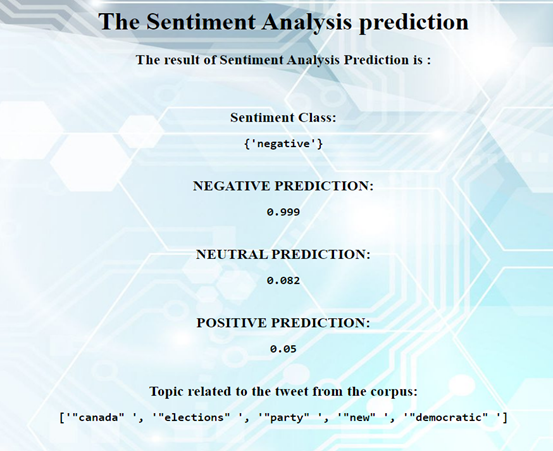 The Sentiment Analysis prediction
The result of Sentiment Analysis Prediction is :
Sentiment Class:
{'negative'}
NEGATIVE PREDICTION:
0.999
NEUTRAL PREDICTION:
0.082
POSITIVE PREDICTION:
0.05
Topic related to the tweet from the corpus:
['"canada" ', '"elections" ', '"party" ', '"new" ', '"democratic" ']